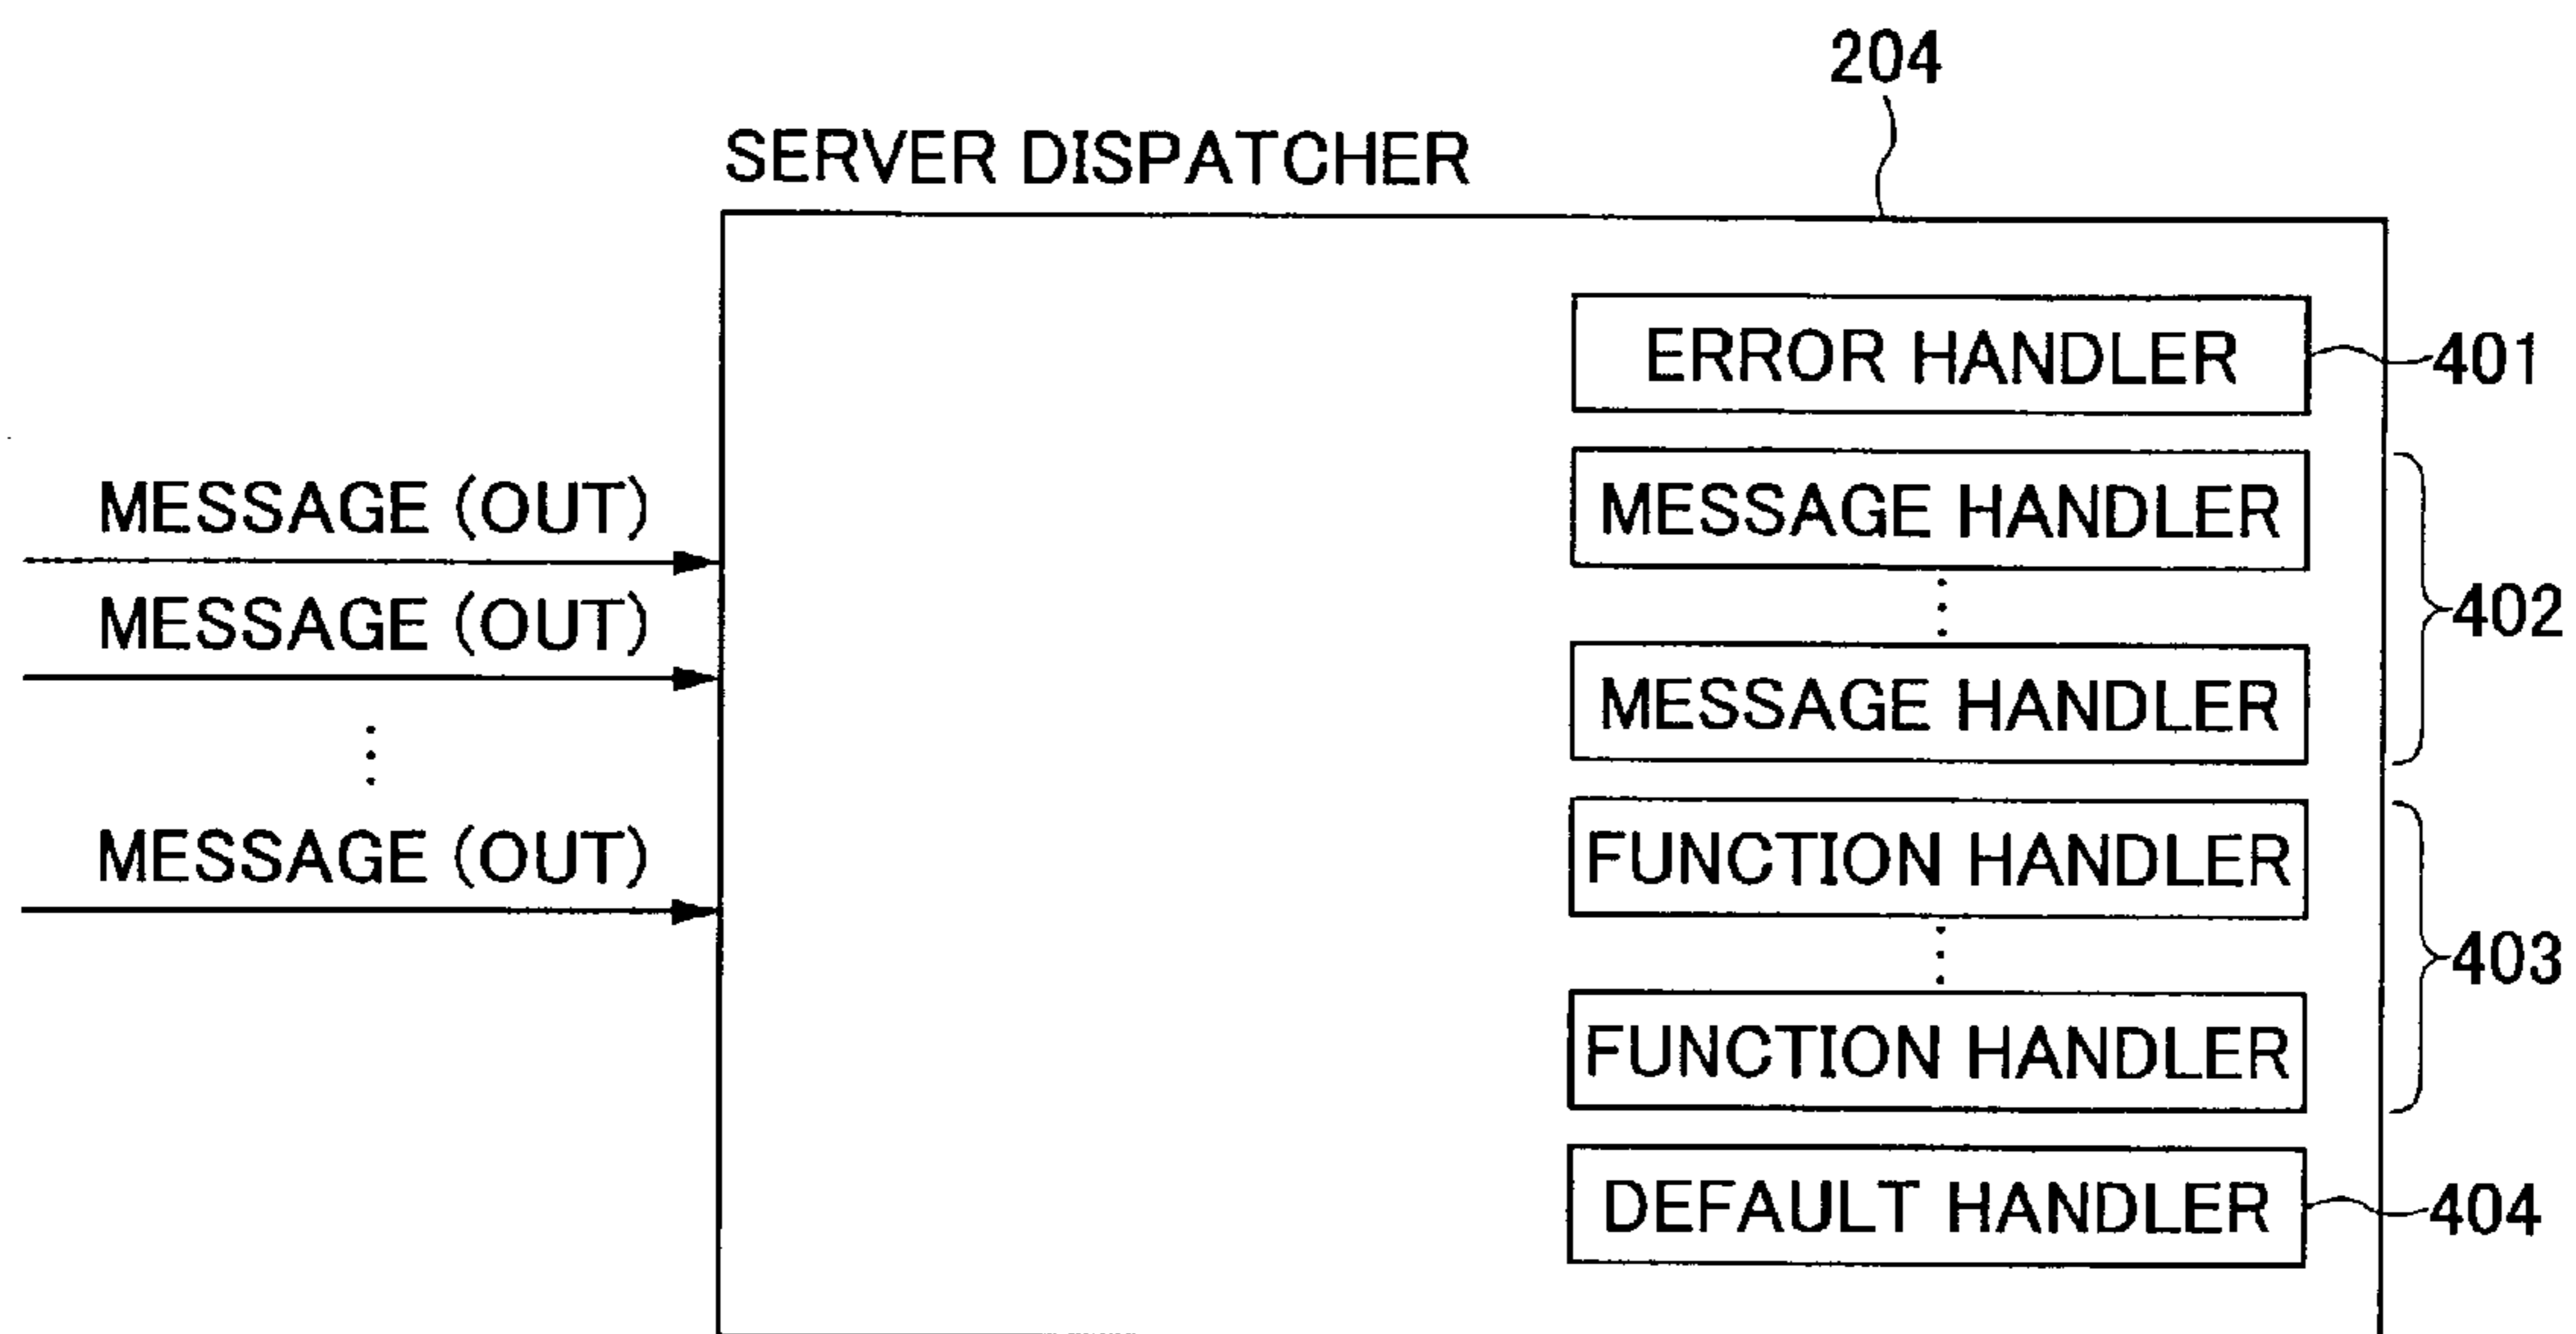 204
SERVER DISPATCHER
ERROR HANDLER
401
MESSAGE (OUT)
MESSAGE HANDLER
402
MESSAGE (OUT)
MESSAGE HANDLER
MESSAGE (OUT)
FUNCTION HANDLER
403
FUNCTION HANDLER
DEFAULT HANDLER
404